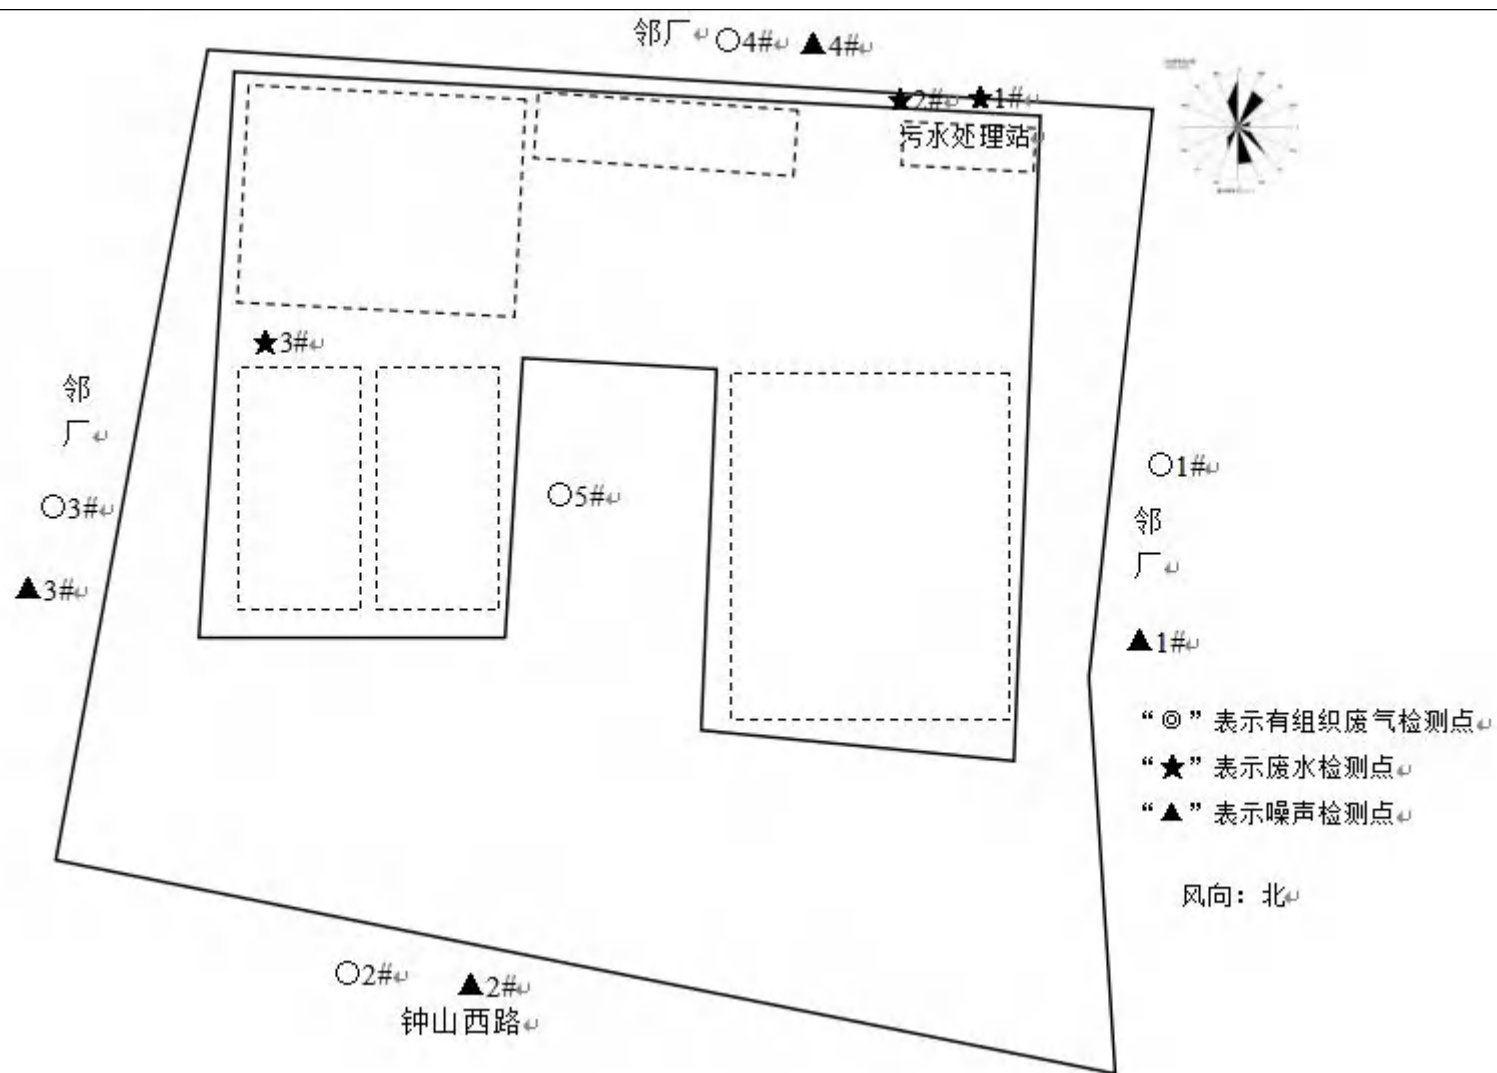 邻厂 ○4# ▲4#
★2# ★1#
污水处理站
★3#
邻
厂
○3#
▲3#
○5#
○1#
邻
厂
▲1#
“◎”表示有组织废气检测点
“★”表示废水检测点
“▲”表示噪声检测点
风向：北
○2# ▲2#
钟山西路